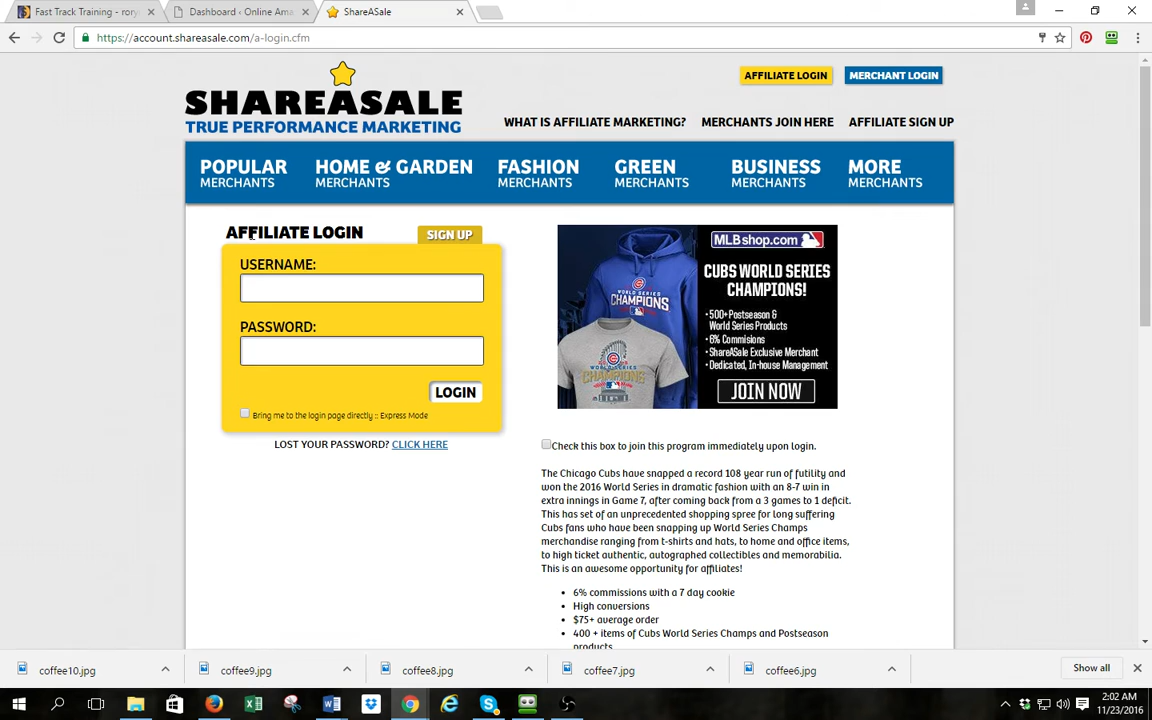 Fast Track Training - rory
Dashboard ‹ Online Ama
ShareASale
https://account.shareasale.com/a-login.cfm
AFFILIATE LOGIN
MERCHANT LOGIN
SHAREASALE
TRUE PERFORMANCE MARKETING
WHAT IS AFFILIATE MARKETING?
MERCHANTS JOIN HERE
AFFILIATE SIGN UP
POPULAR
MERCHANTS
HOME & GARDEN
MERCHANTS
FASHION
MERCHANTS
GREEN
MERCHANTS
BUSINESS
MERCHANTS
MORE
MERCHANTS
AFFILIATE LOGIN
SIGN UP
USERNAME:
PASSWORD:
LOGIN
Bring me to the login page directly :: Express Mode
LOST YOUR PASSWORD? CLICK HERE
MLBshop.com
CUBS WORLD SERIES
CHAMPIONS!
•500+Postseason &
World Series Products
•6% Commisions
•ShareASale Exclusive Merchant
•Dedicated, In-house Management
JOIN NOW
WORLD SERIES
CHAMPIONS
CHAMPIONS
Check this box to join this program immediately upon login.
The Chicago Cubs have snapped a record 108 year run of futility and
won the 2016 World Series in dramatic fashion with an 8-7 win in
extra innings in Game 7, after coming back from a 3 games to 1 deficit.
This has set of an unprecedented shopping spree for long suffering
Cubs fans who have been snapping up World Series Champs
merchandise ranging from t-shirts and hats, to home and office items,
to high ticket authentic, autographed collectibles and memorabilia.
This is an awesome opportunity for affiliates!
• 6% commissions with a 7 day cookie
• High conversions
• $75+ average order
• 400 + items of Cubs World Series Champs and Postseason
products
coffee10.jpg
coffee9.jpg
coffee8.jpg
coffee7.jpg
coffee6.jpg
Show all
2:02 AM
11/23/2016